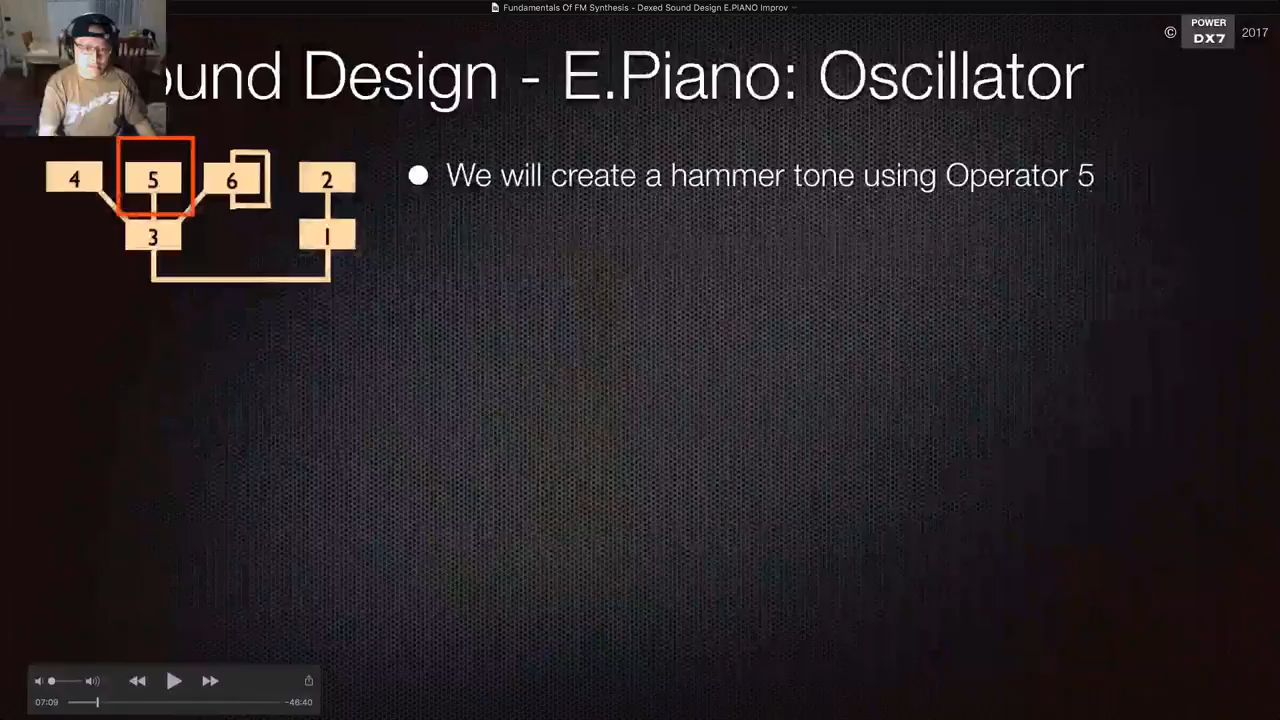 Fundamentals Of FM Synthesis - Dexed Sound Design E.PIANO Improv
© POWER DX7 2017
ound Design - E.Piano: Oscillator
4 5 6 2
We will create a hammer tone using Operator 5
3 1
07:09 -46:40